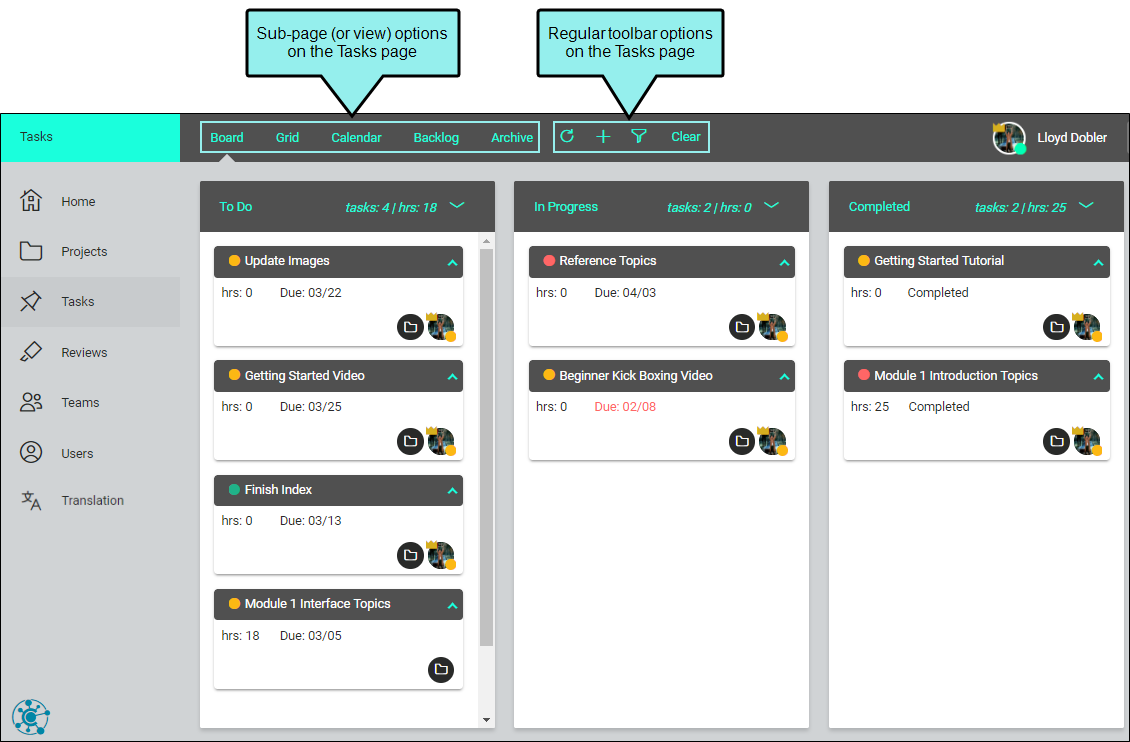 Sub-page (or view) options
on the Tasks page
Regular toolbar options
on the Tasks page
Tasks
Board Grid Calendar Backlog Archive Clear
Lloyd Dobler
Home
Projects
Tasks
Reviews
Teams
Users
Translation
To Do tasks: 4 | hrs: 18
Update Images
hrs: 0 Due: 03/22
Getting Started Video
hrs: 0 Due: 03/25
Finish Index
hrs: 0 Due: 03/13
Module 1 Interface Topics
hrs: 18 Due: 03/05
In Progress tasks: 2 | hrs: 0
Reference Topics
hrs: 0 Due: 04/03
Beginner Kick Boxing Video
hrs: 0 Due: 02/08
Completed tasks: 2 | hrs: 25
Getting Started Tutorial
hrs: 0 Completed
Module 1 Introduction Topics
hrs: 25 Completed